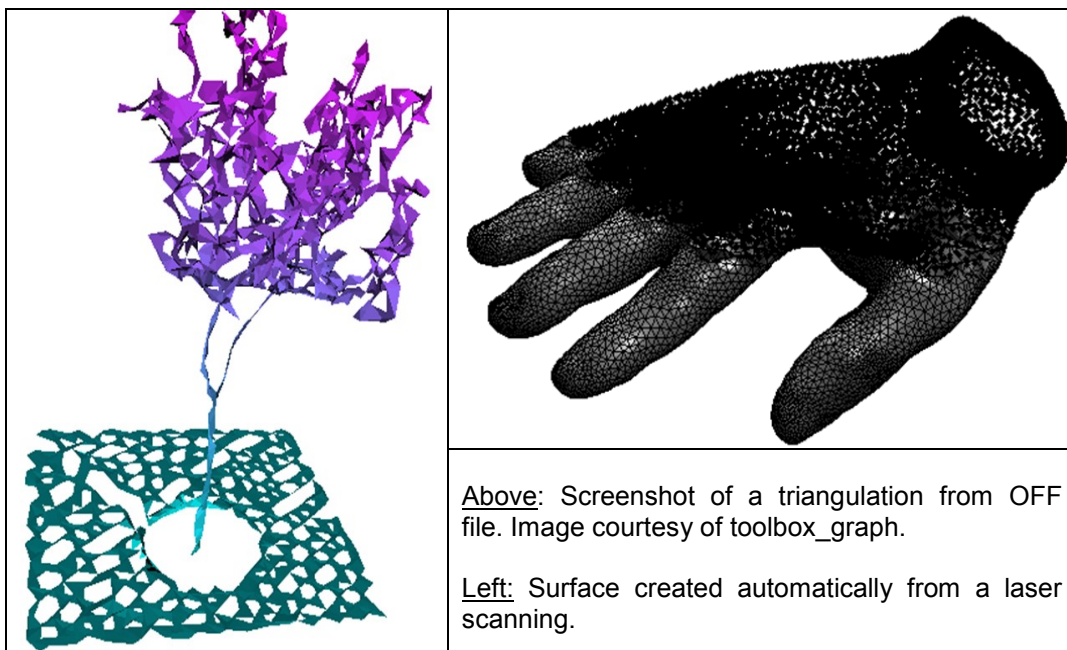 Above: Screenshot of a triangulation from OFF
file. Image courtesy of toolbox_graph.
Left: Surface created automatically from a laser
scanning.